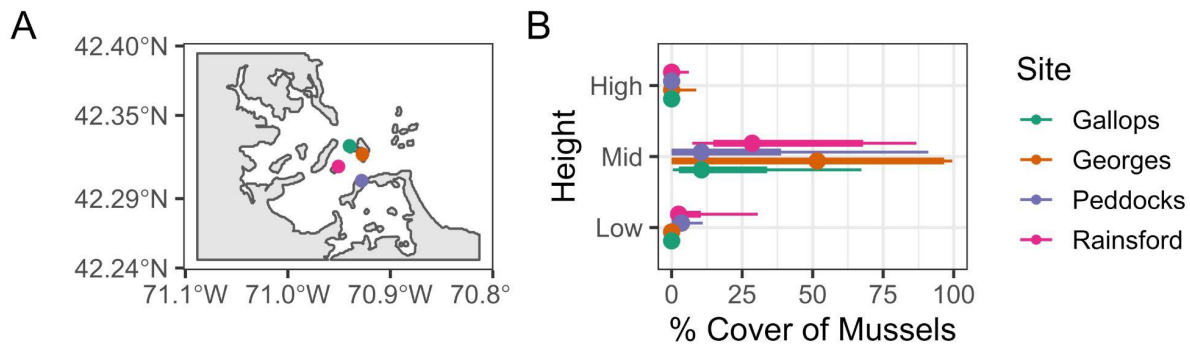 A
42.40°N
42.35°N
42.29°N
42.24°N
71.1°W 71.0°W 70.9°W 70.8°
B
Height
High
Mid
Low
0 25 50 75 100
% Cover of Mussels
Site
Gallops
Georges
Peddocks
Rainsford